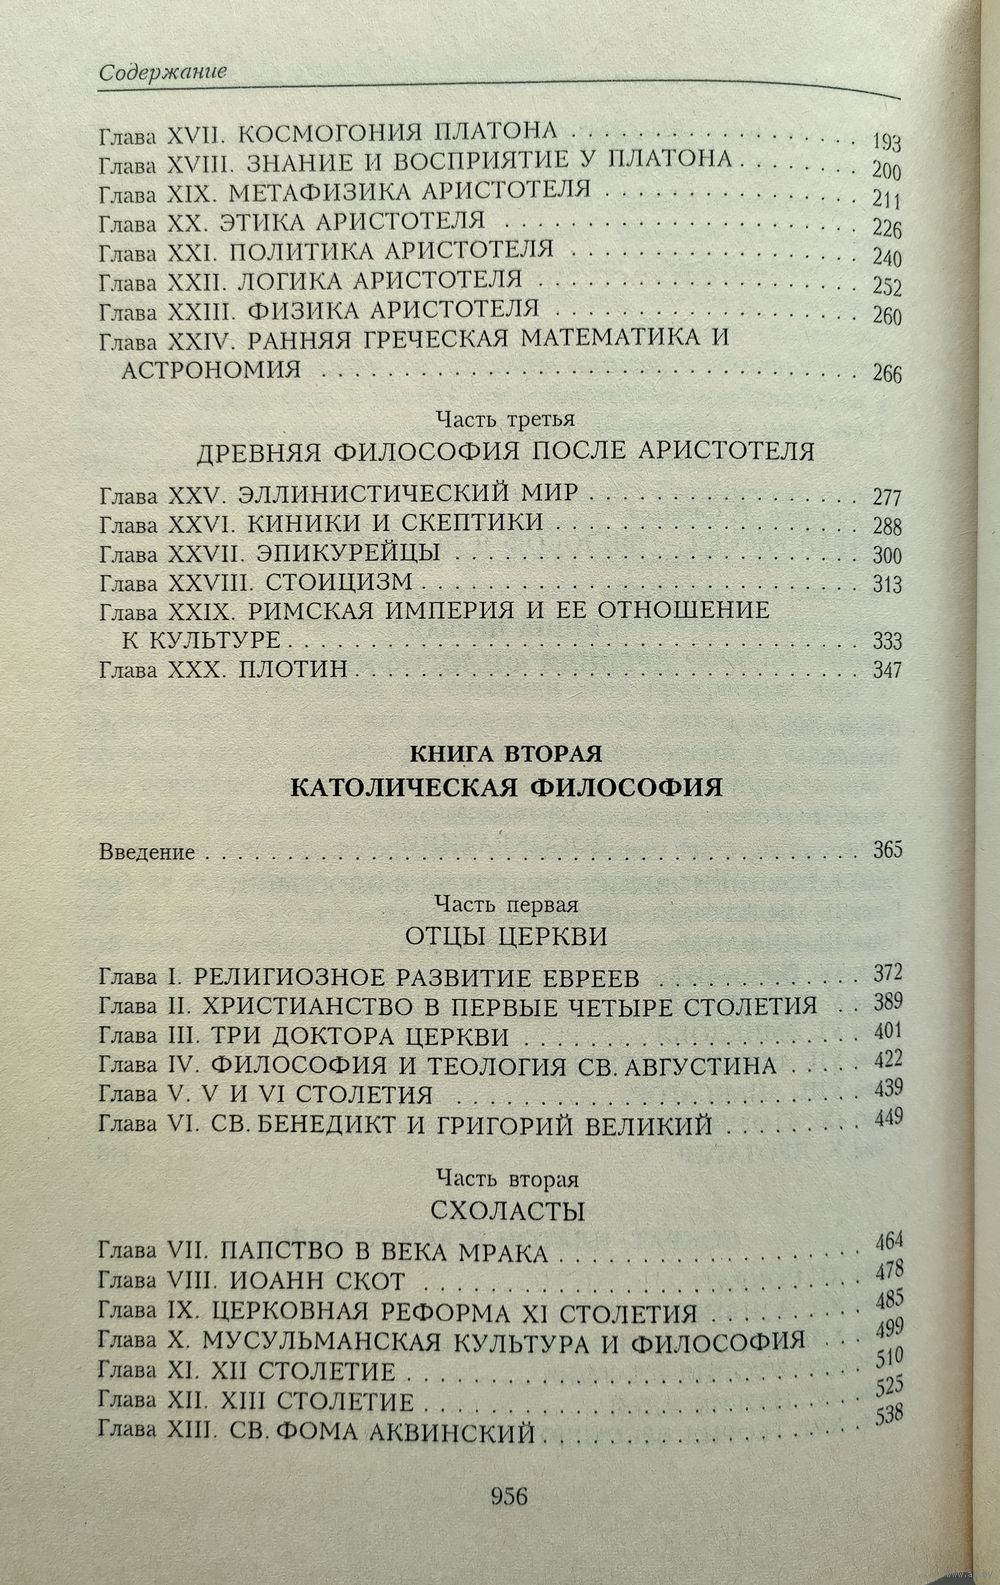 Содержание
Глава XVII. КОСМОГОНИЯ ПЛАТОНА . . . . . . . . . . . . . . . . . . 193
Глава XVIII. ЗНАНИЕ И ВОСПРИЯТИЕ У ПЛАТОНА . . . . . . . . 200
Глава XIX. МЕТАФИЗИКА АРИСТОТЕЛЯ . . . . . . . . . . . . . . . . 211
Глава XX. ЭТИКА АРИСТОТЕЛЯ . . . . . . . . . . . . . . . . . . . . . . 226
Глава XXI. ПОЛИТИКА АРИСТОТЕЛЯ . . . . . . . . . . . . . . . . . . 240
Глава XXII. ЛОГИКА АРИСТОТЕЛЯ . . . . . . . . . . . . . . . . . . . . 252
Глава XXIII. ФИЗИКА АРИСТОТЕЛЯ . . . . . . . . . . . . . . . . . . . 260
Глава XXIV. РАННЯЯ ГРЕЧЕСКАЯ МАТЕМАТИКА И
АСТРОНОМИЯ . . . . . . . . . . . . . . . . . . . . . . . . . . . . . . . . . 266
Часть третья
ДРЕВНЯЯ ФИЛОСОФИЯ ПОСЛЕ АРИСТОТЕЛЯ
Глава XXV. ЭЛЛИНИСТИЧЕСКИЙ МИР . . . . . . . . . . . . . . . . . 277
Глава XXVI. КИНИКИ И СКЕПТИКИ . . . . . . . . . . . . . . . . . . . 288
Глава XXVII. ЭПИКУРЕЙЦЫ . . . . . . . . . . . . . . . . . . . . . . . . . 300
Глава XXVIII. СТОИЦИЗМ . . . . . . . . . . . . . . . . . . . . . . . . . . . 313
Глава XXIX. РИМСКАЯ ИМПЕРИЯ И ЕЕ ОТНОШЕНИЕ
К КУЛЬТУРЕ . . . . . . . . . . . . . . . . . . . . . . . . . . . . . . . . . . . 333
Глава XXX. ПЛОТИН . . . . . . . . . . . . . . . . . . . . . . . . . . . . . . . 347
КНИГА ВТОРАЯ
КАТОЛИЧЕСКАЯ ФИЛОСОФИЯ
Введение . . . . . . . . . . . . . . . . . . . . . . . . . . . . . . . . . . . . . . . . 365
Часть первая
ОТЦЫ ЦЕРКВИ
Глава I. РЕЛИГИОЗНОЕ РАЗВИТИЕ ЕВРЕЕВ . . . . . . . . . . . . . 372
Глава II. ХРИСТИАНСТВО В ПЕРВЫЕ ЧЕТЫРЕ СТОЛЕТИЯ . . 389
Глава III. ТРИ ДОКТОРА ЦЕРКВИ . . . . . . . . . . . . . . . . . . . . . 401
Глава IV. ФИЛОСОФИЯ И ТЕОЛОГИЯ СВ. АВГУСТИНА . . . . . 422
Глава V. V И VI СТОЛЕТИЯ . . . . . . . . . . . . . . . . . . . . . . . . . 439
Глава VI. СВ. БЕНЕДИКТ И ГРИГОРИЙ ВЕЛИКИЙ . . . . . . . . . 449
Часть вторая
СХОЛАСТЫ
Глава VII. ПАПСТВО В ВЕКА МРАКА . . . . . . . . . . . . . . . . . . . 464
Глава VIII. ИОАНН СКОТ . . . . . . . . . . . . . . . . . . . . . . . . . . . 478
Глава IX. ЦЕРКОВНАЯ РЕФОРМА XI СТОЛЕТИЯ . . . . . . . . . . 485
Глава X. МУСУЛЬМАНСКАЯ КУЛЬТУРА И ФИЛОСОФИЯ . . . 499
Глава XI. XII СТОЛЕТИЕ . . . . . . . . . . . . . . . . . . . . . . . . . . . . 510
Глава XII. XIII СТОЛЕТИЕ . . . . . . . . . . . . . . . . . . . . . . . . . . . 525
Глава XIII. СВ. ФОМА АКВИНСКИЙ . . . . . . . . . . . . . . . . . . . . 538
956